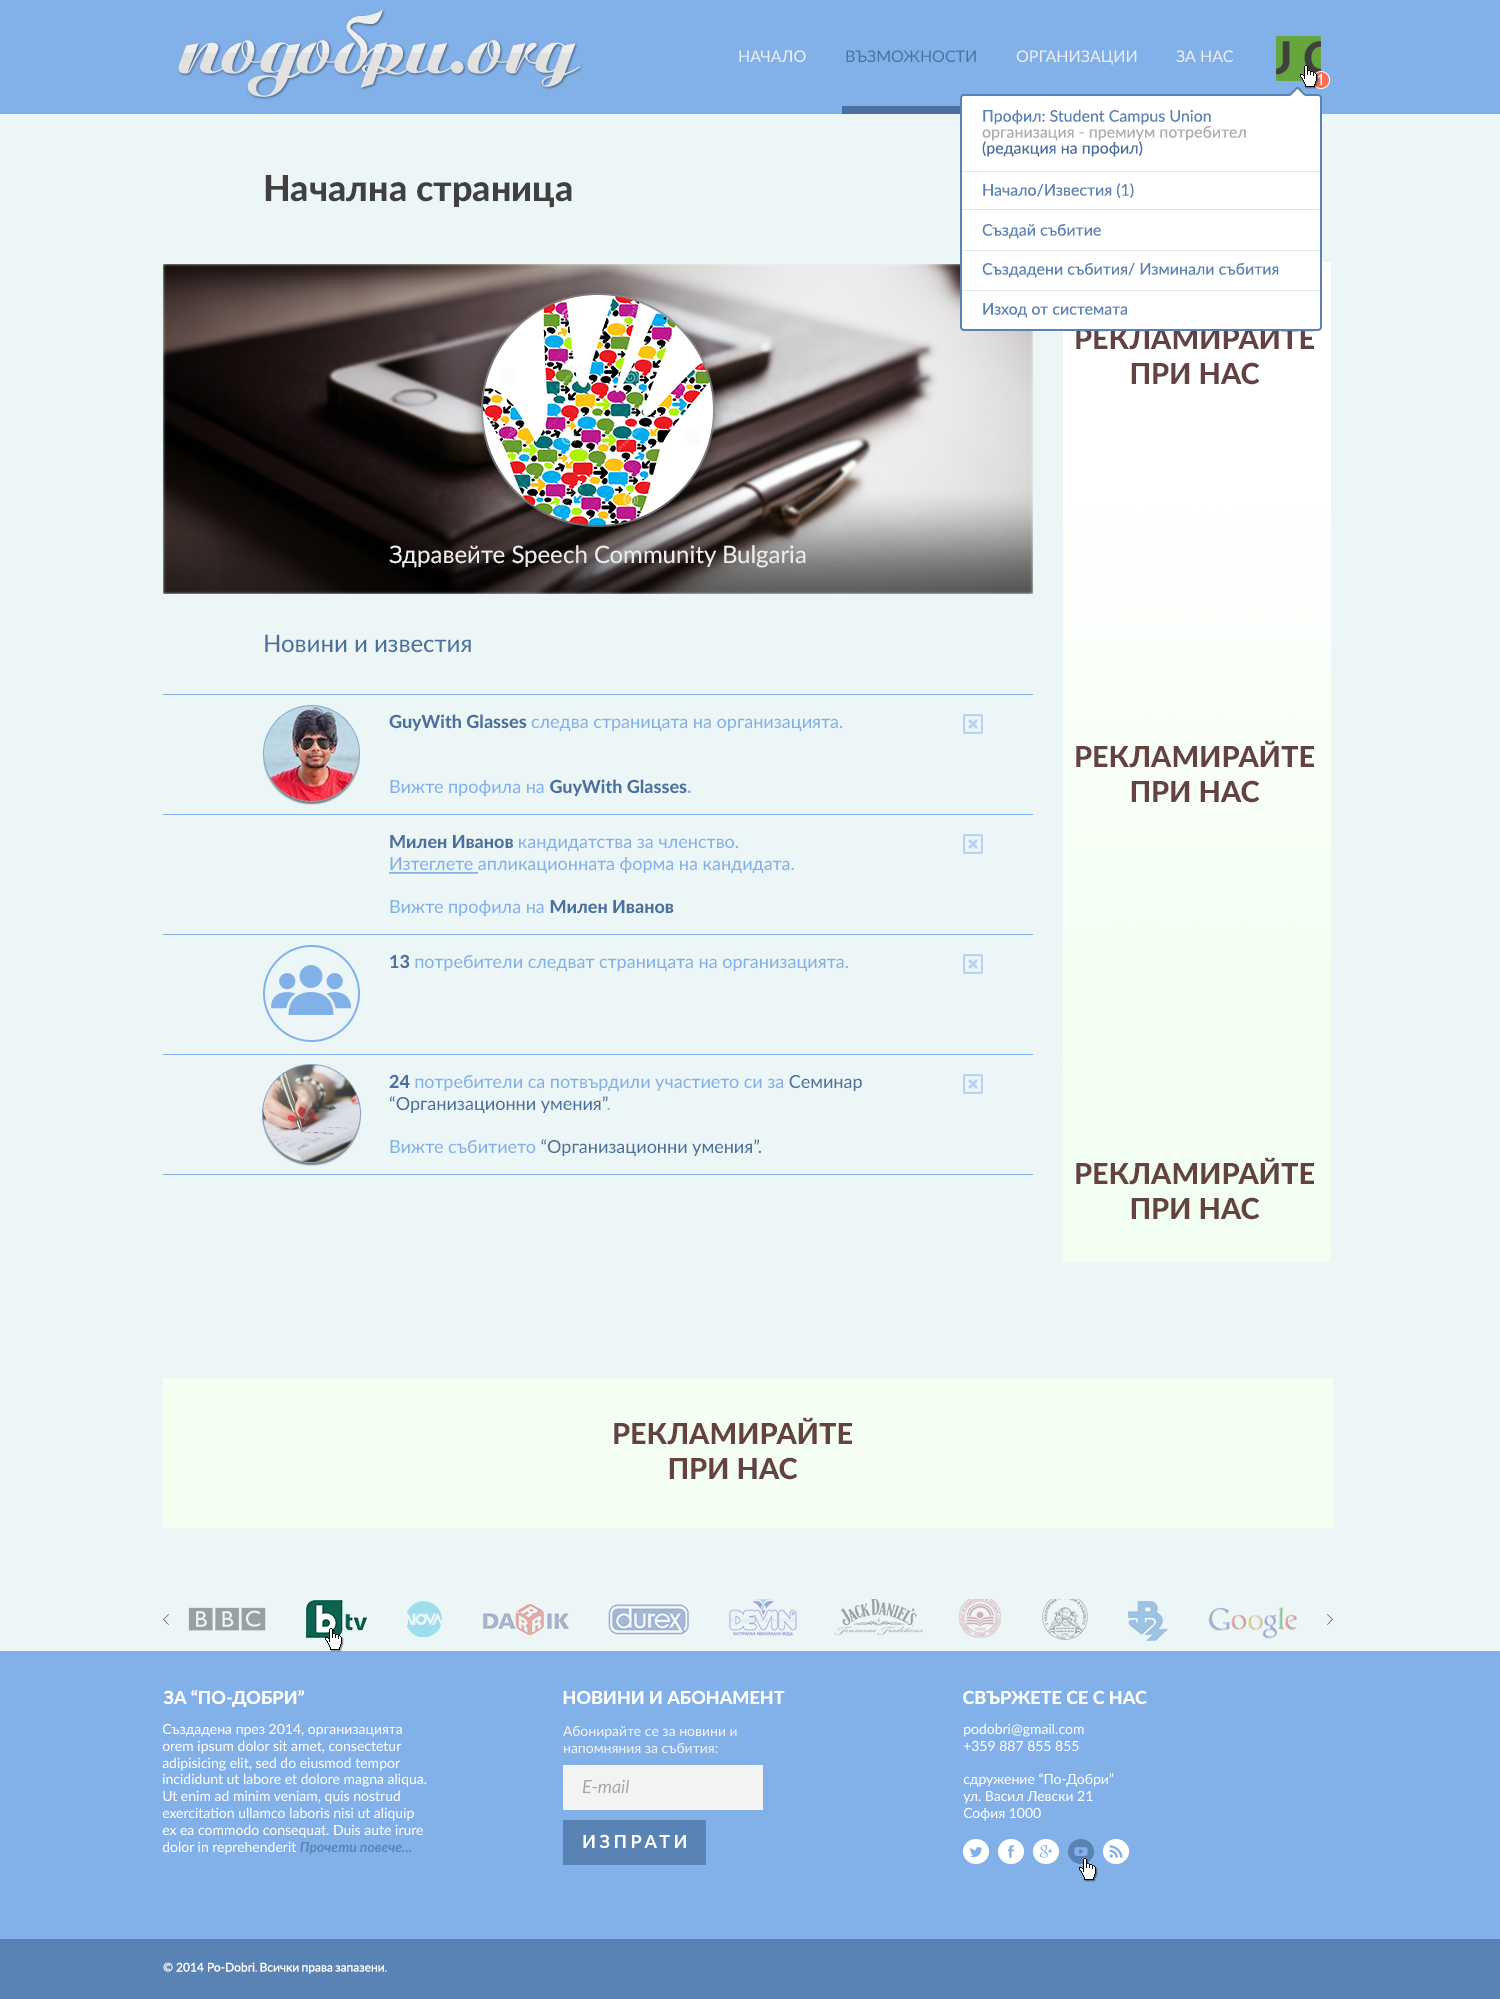 подобри.org
НАЧАЛО ВЪЗМОЖНОСТИ ОРГАНИЗАЦИИ ЗА НАС
1
Профил: Student Campus Union
организация - премиум потребител
(редакция на профил)
Начало/Известия (1)
Създай събитие
Създадени събития/ Изминали събития
Изход от системата
Начална страница
РЕКЛАМИРАЙТЕ
ПРИ НАС
Здравейте Speech Community Bulgaria
Новини и известия
GuyWith Glasses следва страницата на организацията.
Вижте профила на GuyWith Glasses.
РЕКЛАМИРАЙТЕ
ПРИ НАС
Милен Иванов кандидатства за членство.
Изтеглете апликационната форма на кандидата.
Вижте профила на Милен Иванов
13 потребители следват страницата на организацията.
24 потребители са потвърдили участието си за Семинар
“Организационни умения”.
Вижте събитието “Организационни умения”.
РЕКЛАМИРАЙТЕ
ПРИ НАС
РЕКЛАМИРАЙТЕ
ПРИ НАС
BBC btv NOVA DARRIK durex DEVIN JACK DANIEL'S Google
ЗА “ПО-ДОБРИ”
Създадена през 2014, организацията
orem ipsum dolor sit amet, consectetur
adipisicing elit, sed do eiusmod tempor
incididunt ut labore et dolore magna aliqua.
Ut enim ad minim veniam, quis nostrud
exercitation ullamco laboris nisi ut aliquip
ex ea commodo consequat. Duis aute irure
dolor in reprehenderit Прочети повече...
НОВИНИ И АБОНАМЕНТ
Абонирайте се за новини и
напомняния за събития:
E-mail
ИЗПРАТИ
СВЪРЖЕТЕ СЕ С НАС
podobri@gmail.com
+359 887 855 855
сдружение “По-Добри”
ул. Васил Левски 21
София 1000
© 2014 Po-Dobri. Всички права запазени.